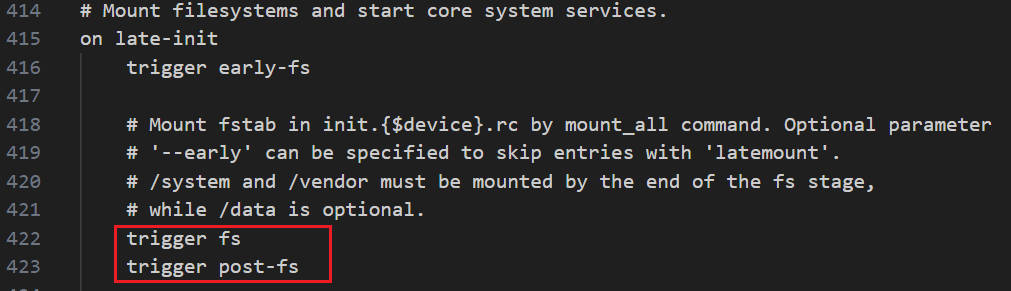 414 # Mount filesystems and start core system services.
415 on late-init
416 trigger early-fs
417
418 # Mount fstab in init.{$device}.rc by mount_all command. Optional parameter
419 # '--early' can be specified to skip entries with 'latemount'.
420 # /system and /vendor must be mounted by the end of the fs stage,
421 # while /data is optional.
422 trigger fs
423 trigger post-fs